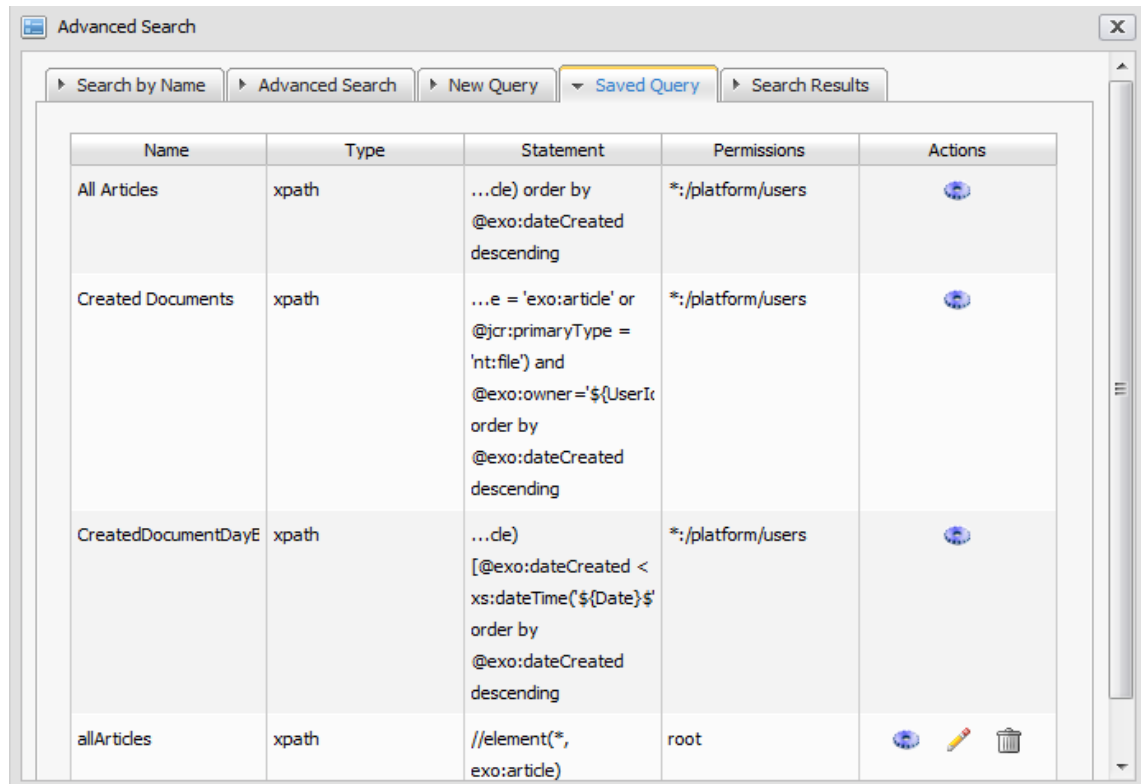 Advanced Search
Search by Name Advanced Search New Query Saved Query Search Results
Name Type Statement Permissions Actions
All Articles xpath ...cle) order by *:/platform/users
@exo:dateCreated
descending
Created Documents xpath ...e = 'exo:article' or *:/platform/users
@jcr:primaryType =
'nt:file') and
@exo:owner='${UserId
order by
@exo:dateCreated
descending
CreatedDocumentDayB xpath ...cle) *:/platform/users
[@exo:dateCreated <
xs:dateTime('${Date}$'
order by
@exo:dateCreated
descending
allArticles xpath //element(*, root
exo:article)